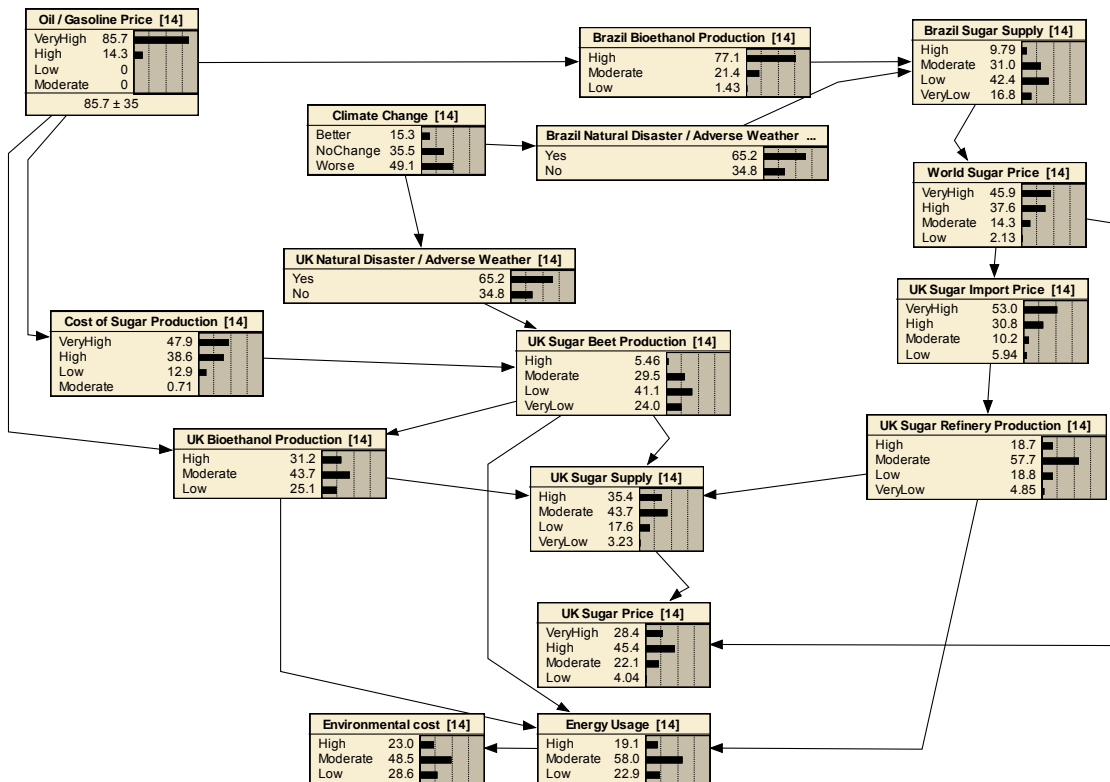 Oil / Gasoline Price [14]
VeryHigh 85.7
High 14.3
Low 0
Moderate 0
85.7 ± 35
Brazil Bioethanol Production [14]
High 77.1
Moderate 21.4
Low 1.43
Brazil Sugar Supply [14]
High 9.79
Moderate 31.0
Low 42.4
VeryLow 16.8
Climate Change [14]
Better 15.3
NoChange 35.5
Worse 49.1
Brazil Natural Disaster / Adverse Weather ...
Yes 65.2
No 34.8
World Sugar Price [14]
VeryHigh 45.9
High 37.6
Moderate 14.3
Low 2.13
UK Natural Disaster / Adverse Weather [14]
Yes 65.2
No 34.8
UK Sugar Import Price [14]
VeryHigh 53.0
High 30.8
Moderate 10.2
Low 5.94
Cost of Sugar Production [14]
VeryHigh 47.9
High 38.6
Low 12.9
Moderate 0.71
UK Sugar Beet Production [14]
High 5.46
Moderate 29.5
Low 41.1
VeryLow 24.0
UK Bioethanol Production [14]
High 31.2
Moderate 43.7
Low 25.1
UK Sugar Refinery Production [14]
High 18.7
Moderate 57.7
Low 18.8
VeryLow 4.85
UK Sugar Supply [14]
High 35.4
Moderate 43.7
Low 17.6
VeryLow 3.23
UK Sugar Price [14]
VeryHigh 28.4
High 45.4
Moderate 22.1
Low 4.04
Environmental cost [14]
High 23.0
Moderate 48.5
Low 28.6
Energy Usage [14]
High 19.1
Moderate 58.0
Low 22.9